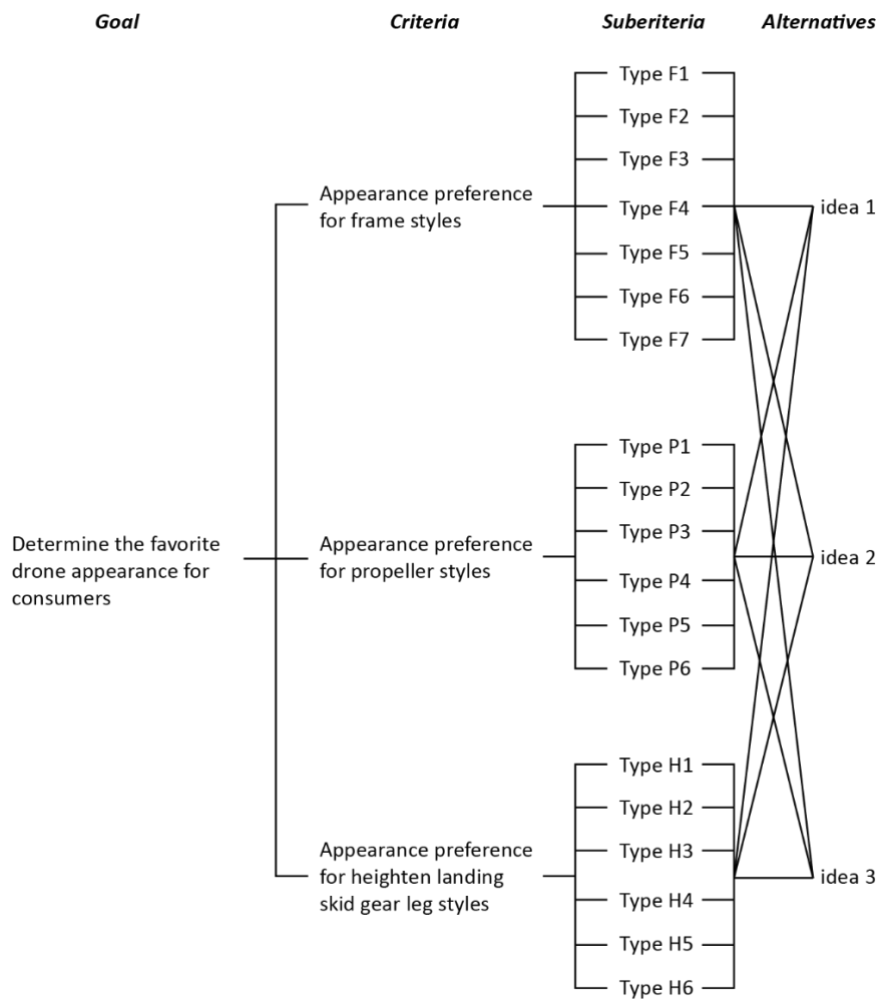 Goal
Criteria
Suberiteria
Alternatives
Type F1
Type F2
Type F3
Appearance preference
for frame styles
Type F4
idea 1
Type F5
Type F6
Type F7
Type P1
Type P2
Type P3
Determine the favorite
drone appearance for
consumers
Appearance preference
for propeller styles
idea 2
Type P4
Type P5
Type P6
Type H1
Type H2
Type H3
Appearance preference
for heighten landing
skid gear leg styles
idea 3
Type H4
Type H5
Type H6